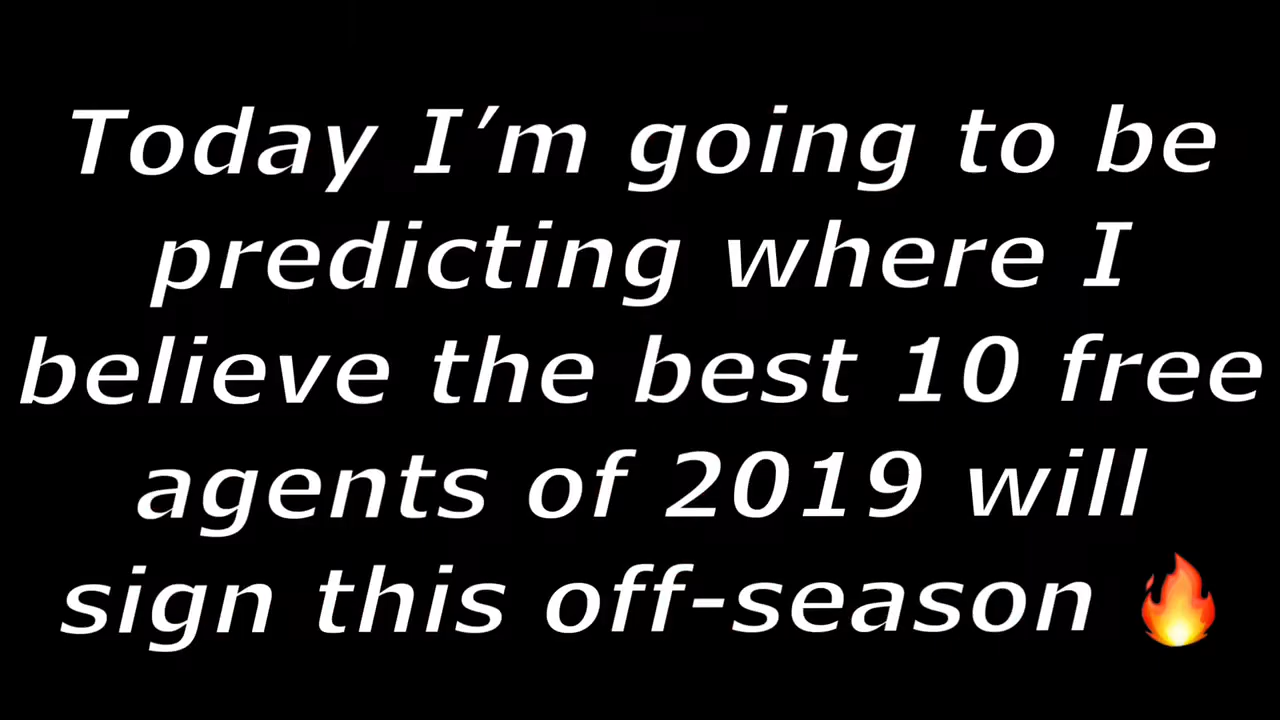 Today I’m going to be
predicting where I
believe the best 10 free
agents of 2019 will
sign this off-season 🔥